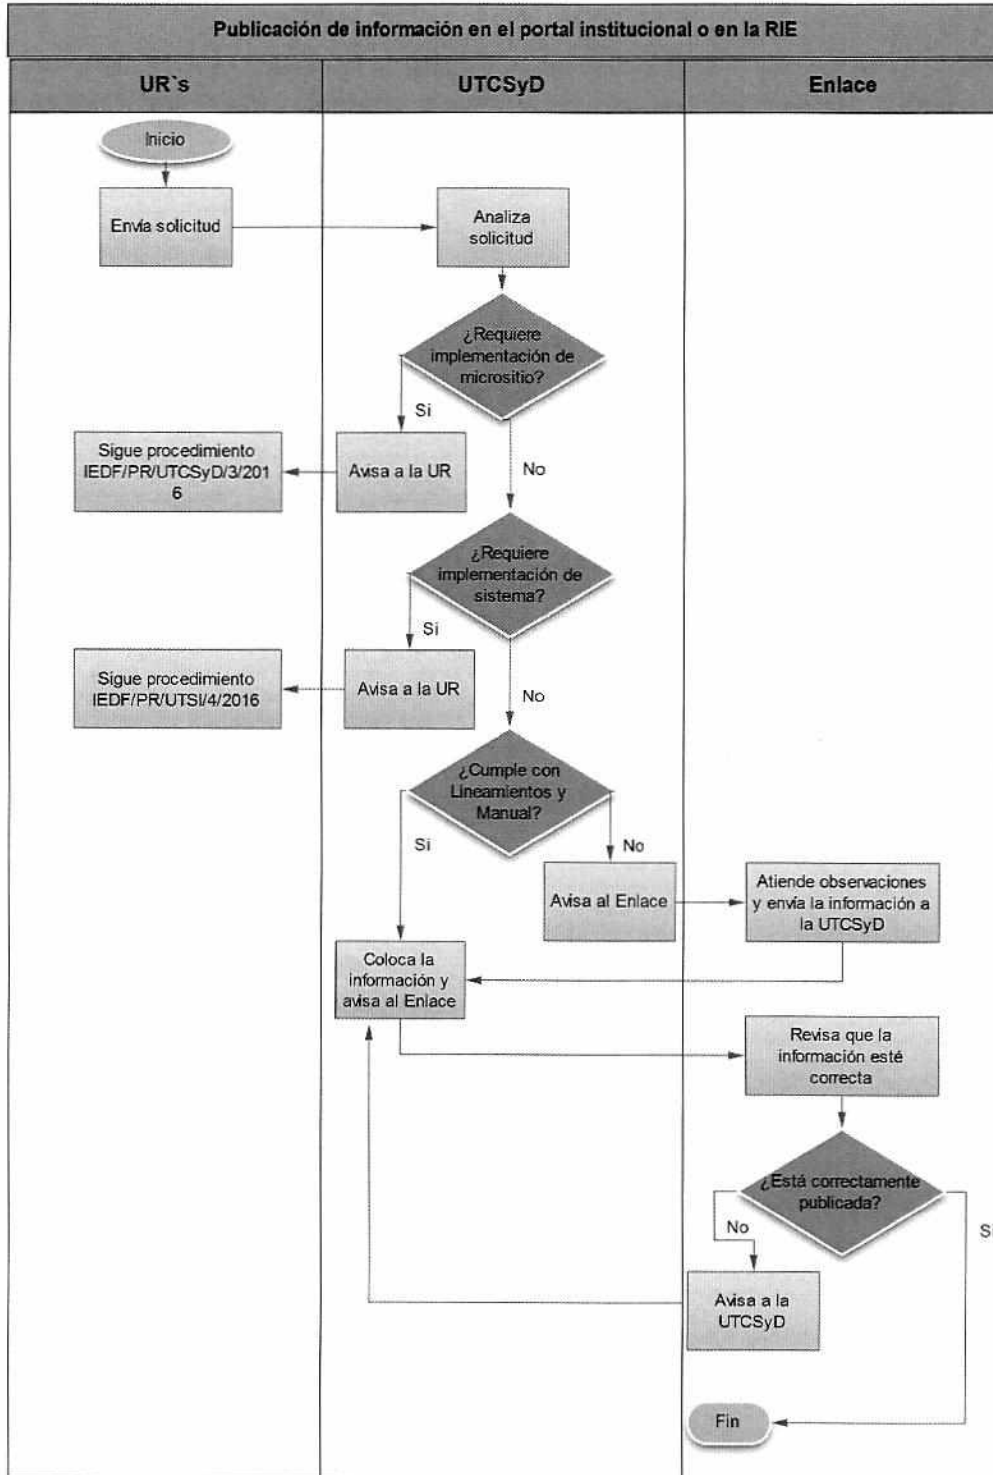 Publicación de información en el portal institucional o en la RIE
UR`s
UTCSyD
Enlace
Inicio
Envía solicitud
Analiza
solicitud
¿Requiere
implementación de
micrositio?
Si
No
Sigue procedimiento
IEDF/PR/UTCSyD/3/201
6
Avisa a la UR
¿Requiere
implementación de
sistema?
Si
No
Sigue procedimiento
IEDF/PR/UTSI/4/2016
Avisa a la UR
¿Cumple con
Lineamientos y
Manual?
Si
No
Avisa al Enlace
Atiende observaciones
y envía la información a
la UTCSyD
Coloca la
información y
avisa al Enlace
Revisa que la
información esté
correcta
¿Está correctamente
publicada?
No
Si
Avisa a la
UTCSyD
Fin